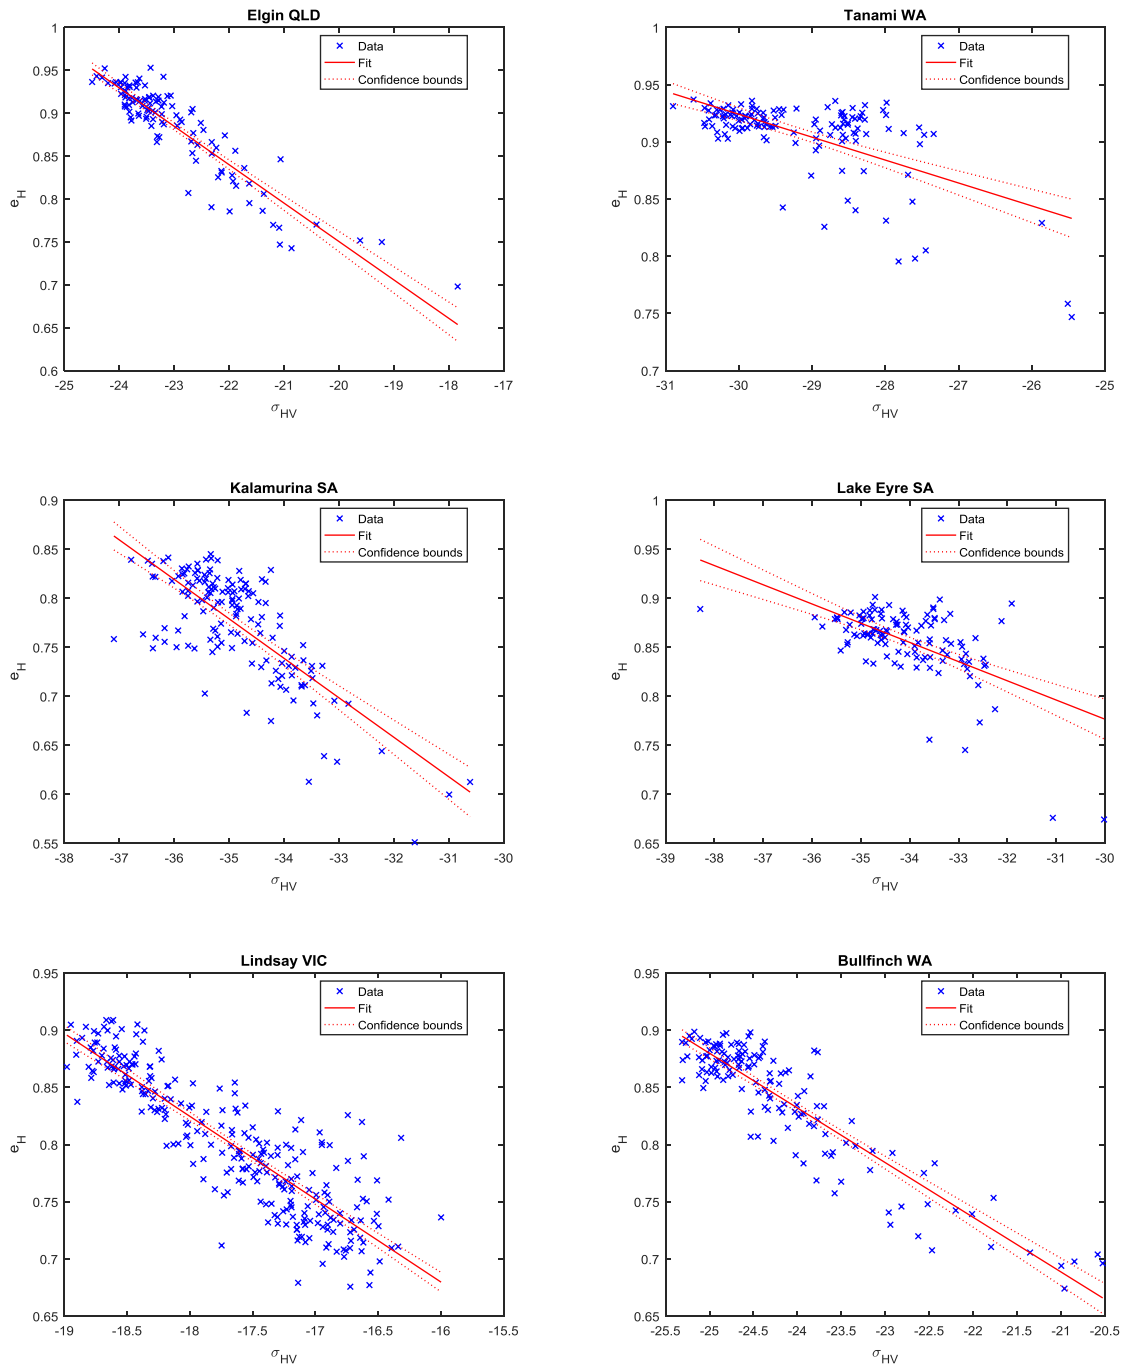 Elgin QLD
1
0.95
0.9
0.85
0.8
0.75
0.7
0.65
0.6
e_H
-25 -24 -23 -22 -21 -20 -19 -18 -17
σ_HV
Data
Fit
Confidence bounds
Tanami WA
1
0.95
0.9
0.85
0.8
0.75
0.7
e_H
-31 -30 -29 -28 -27 -26 -25
σ_HV
Data
Fit
Confidence bounds
Kalamurina SA
0.9
0.85
0.8
0.75
0.7
0.65
0.6
0.55
e_H
-38 -37 -36 -35 -34 -33 -32 -31 -30
σ_HV
Data
Fit
Confidence bounds
Lake Eyre SA
1
0.95
0.9
0.85
0.8
0.75
0.7
0.65
e_H
-39 -38 -37 -36 -35 -34 -33 -32 -31 -30
σ_HV
Data
Fit
Confidence bounds
Lindsay VIC
0.95
0.9
0.85
0.8
0.75
0.7
0.65
e_H
-19 -18.5 -18 -17.5 -17 -16.5 -16 -15.5
σ_HV
Data
Fit
Confidence bounds
Bullfinch WA
0.95
0.9
0.85
0.8
0.75
0.7
0.65
e_H
-25.5 -25 -24.5 -24 -23.5 -23 -22.5 -22 -21.5 -21 -20.5
σ_HV
Data
Fit
Confidence bounds